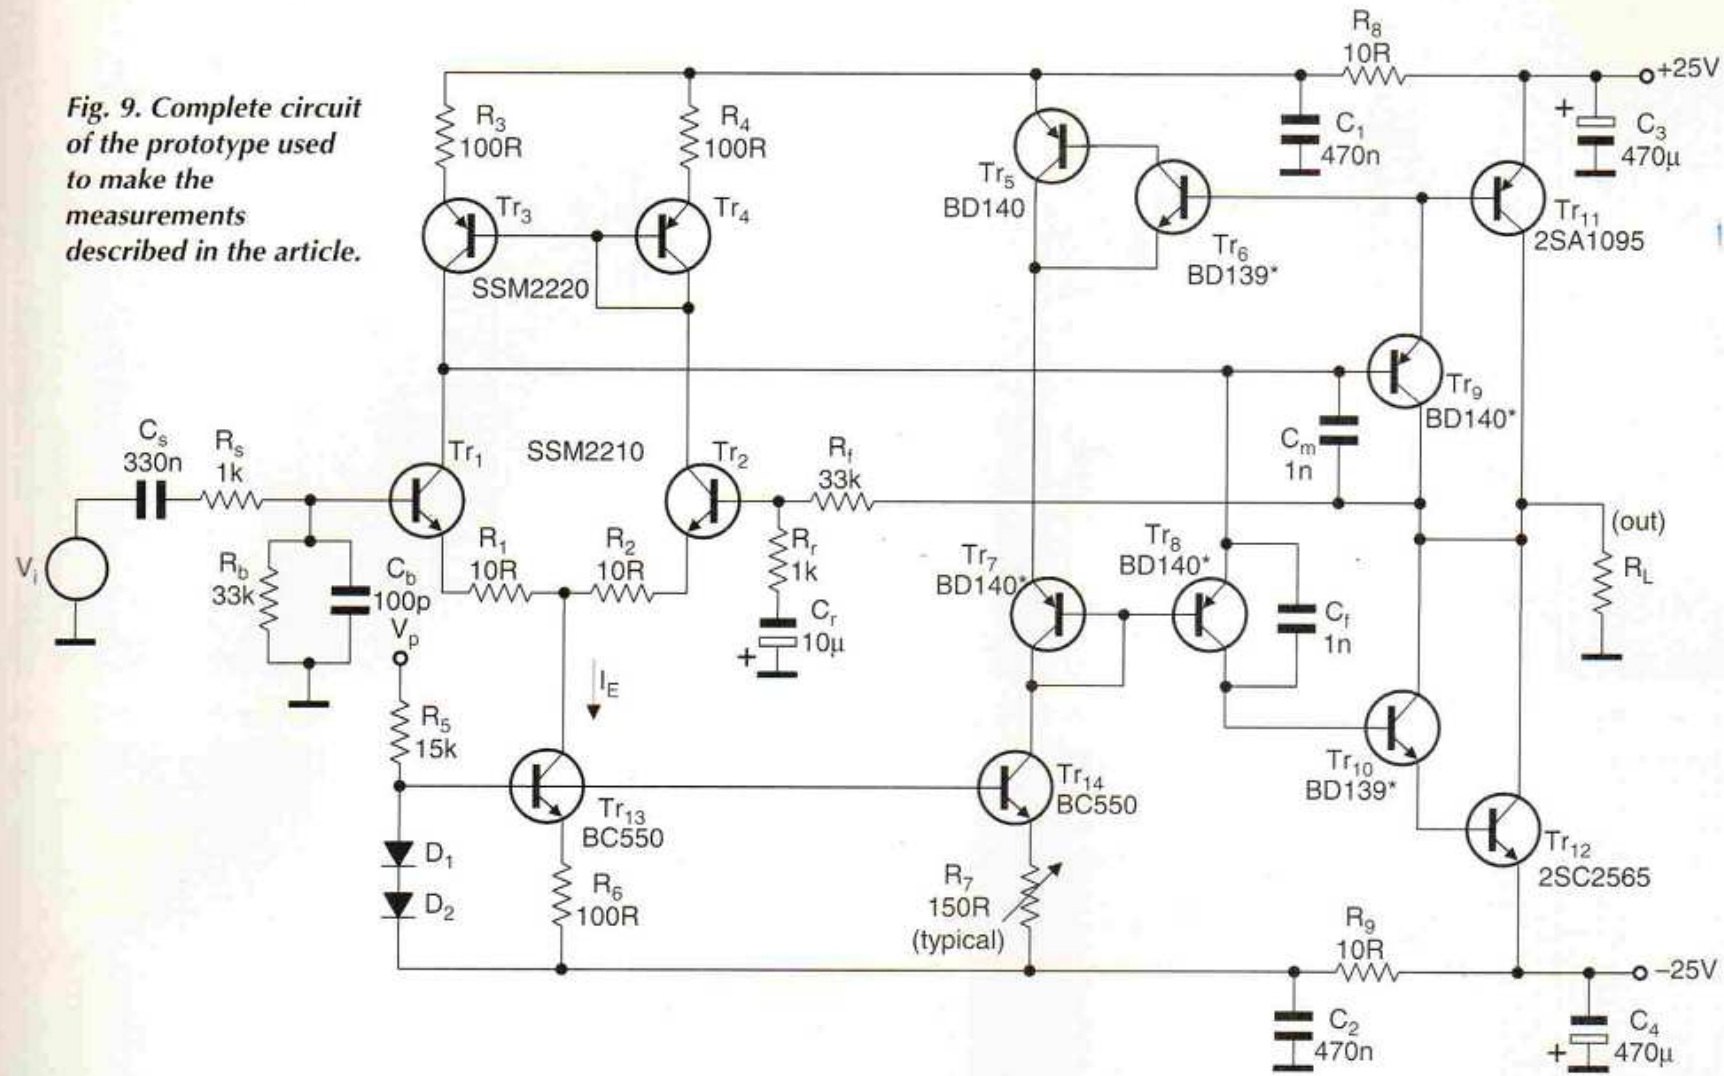 Fig. 9. Complete circuit
of the prototype used
to make the
measurements
described in the article.
R3
100R
R4
100R
Tr3
Tr4
SSM2220
Tr5
BD140
Tr6
BD139*
R8
10R
+25V
C1
470n
+
C3
470µ
Tr11
2SA1095
Tr9
BD140*
Cs
330n
Rs
1k
Tr1
SSM2210
Tr2
Rf
33k
Cm
1n
(out)
Vi
Rb
33k
Cb
100p
Vp
R1
10R
R2
10R
Rr
1k
Cr
10µ
+
Tr7
BD140*
Tr8
BD140*
Cf
1n
RL
IE
R5
15k
Tr13
BC550
Tr14
BC550
Tr10
BD139*
Tr12
2SC2565
D1
D2
R6
100R
R7
150R
(typical)
R9
10R
–25V
C2
470n
+
C4
470µ